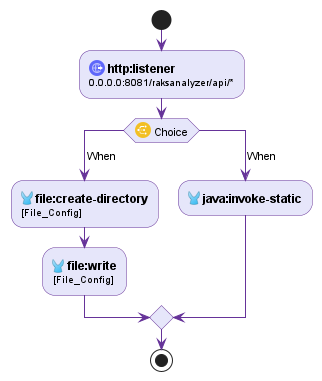 http:listener
0.0.0.0:8081/raksanalyzer/api/*
Choice
When
When
file:create-directory
[File_Config]
java:invoke-static
file:write
[File_Config]